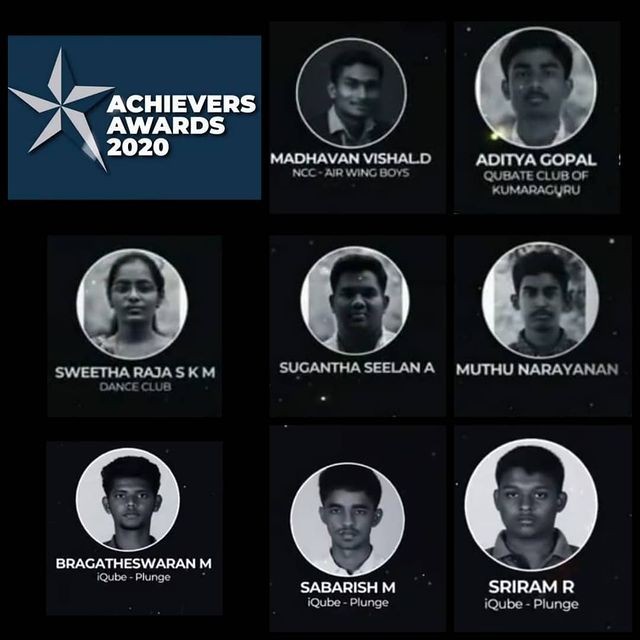 ACHIEVERS
AWARDS
2020
MADHAVAN VISHAL.D
NCC - AIR WING BOYS
ADITYA GOPAL
QUBATE CLUB OF
KUMARAGURU
SWEETHA RAJA S K M
DANCE CLUB
SUGANTHA SEELAN A
MUTHU NARAYANAN
BRAGATHESWARAN M
iQube - Plunge
SABARISH M
iQube - Plunge
SRIRAM R
iQube - Plunge